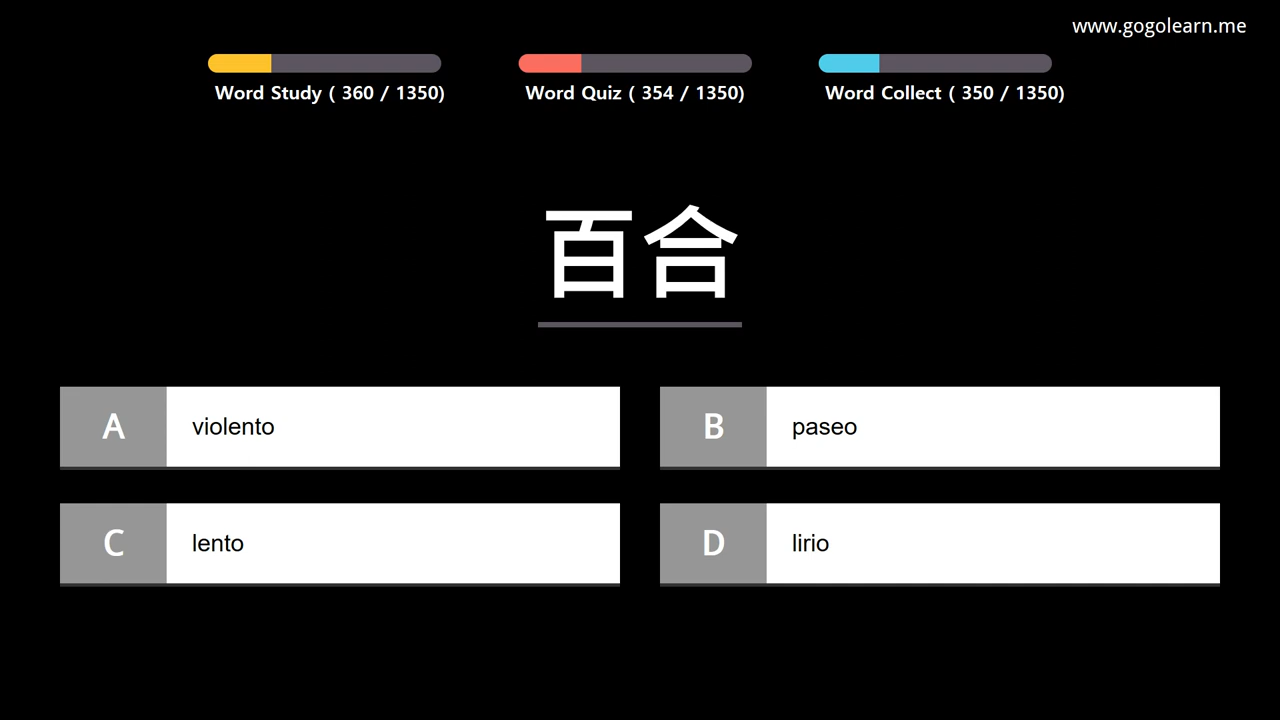 www.gogolearn.me
Word Study ( 360 / 1350)
Word Quiz ( 354 / 1350)
Word Collect ( 350 / 1350)
百合
A violento
B paseo
C lento
D lirio